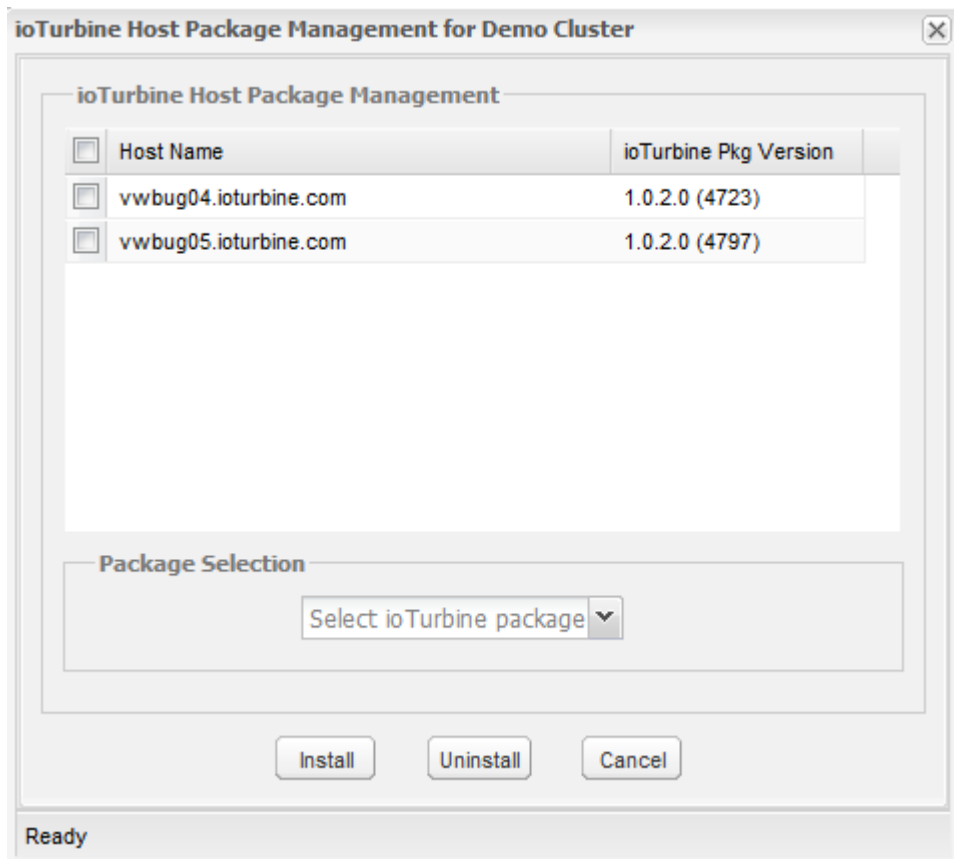 ioTurbine Host Package Management for Demo Cluster
ioTurbine Host Package Management
Host Name ioTurbine Pkg Version
vwbug04.ioturbine.com 1.0.2.0 (4723)
vwbug05.ioturbine.com 1.0.2.0 (4797)
Package Selection
Select ioTurbine package
Install Uninstall Cancel
Ready